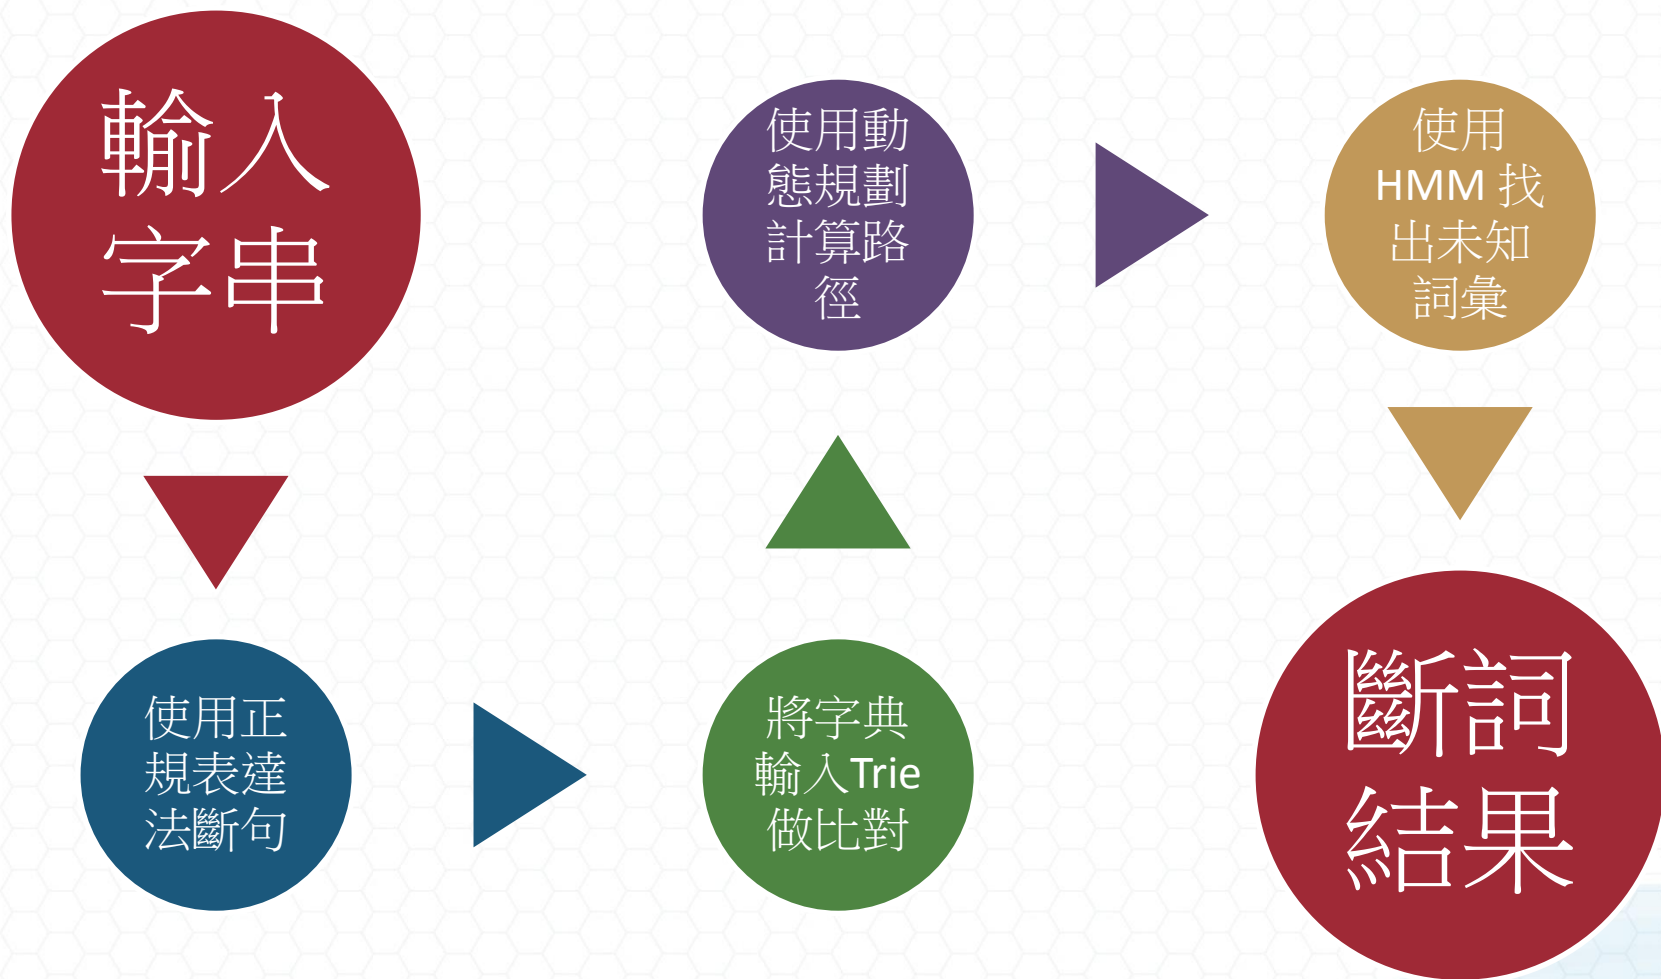 輸入
字串
使用正
規表達
法斷句
將字典
輸入Trie
做比對
使用動
態規劃
計算路
徑
使用
HMM 找
出未知
詞彙
斷詞
結果